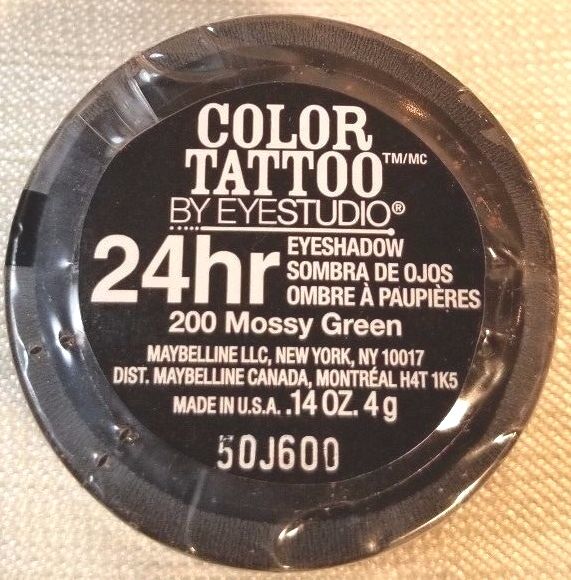 COLOR
TATTOO™/MC
BY EYESTUDIO®
24hr EYESHADOW
SOMBRA DE OJOS
OMBRE À PAUPIÈRES
200 Mossy Green
MAYBELLINE LLC, NEW YORK, NY 10017
DIST. MAYBELLINE CANADA, MONTRÉAL H4T 1K5
MADE IN U.S.A. .14 OZ. 4 g
50J600